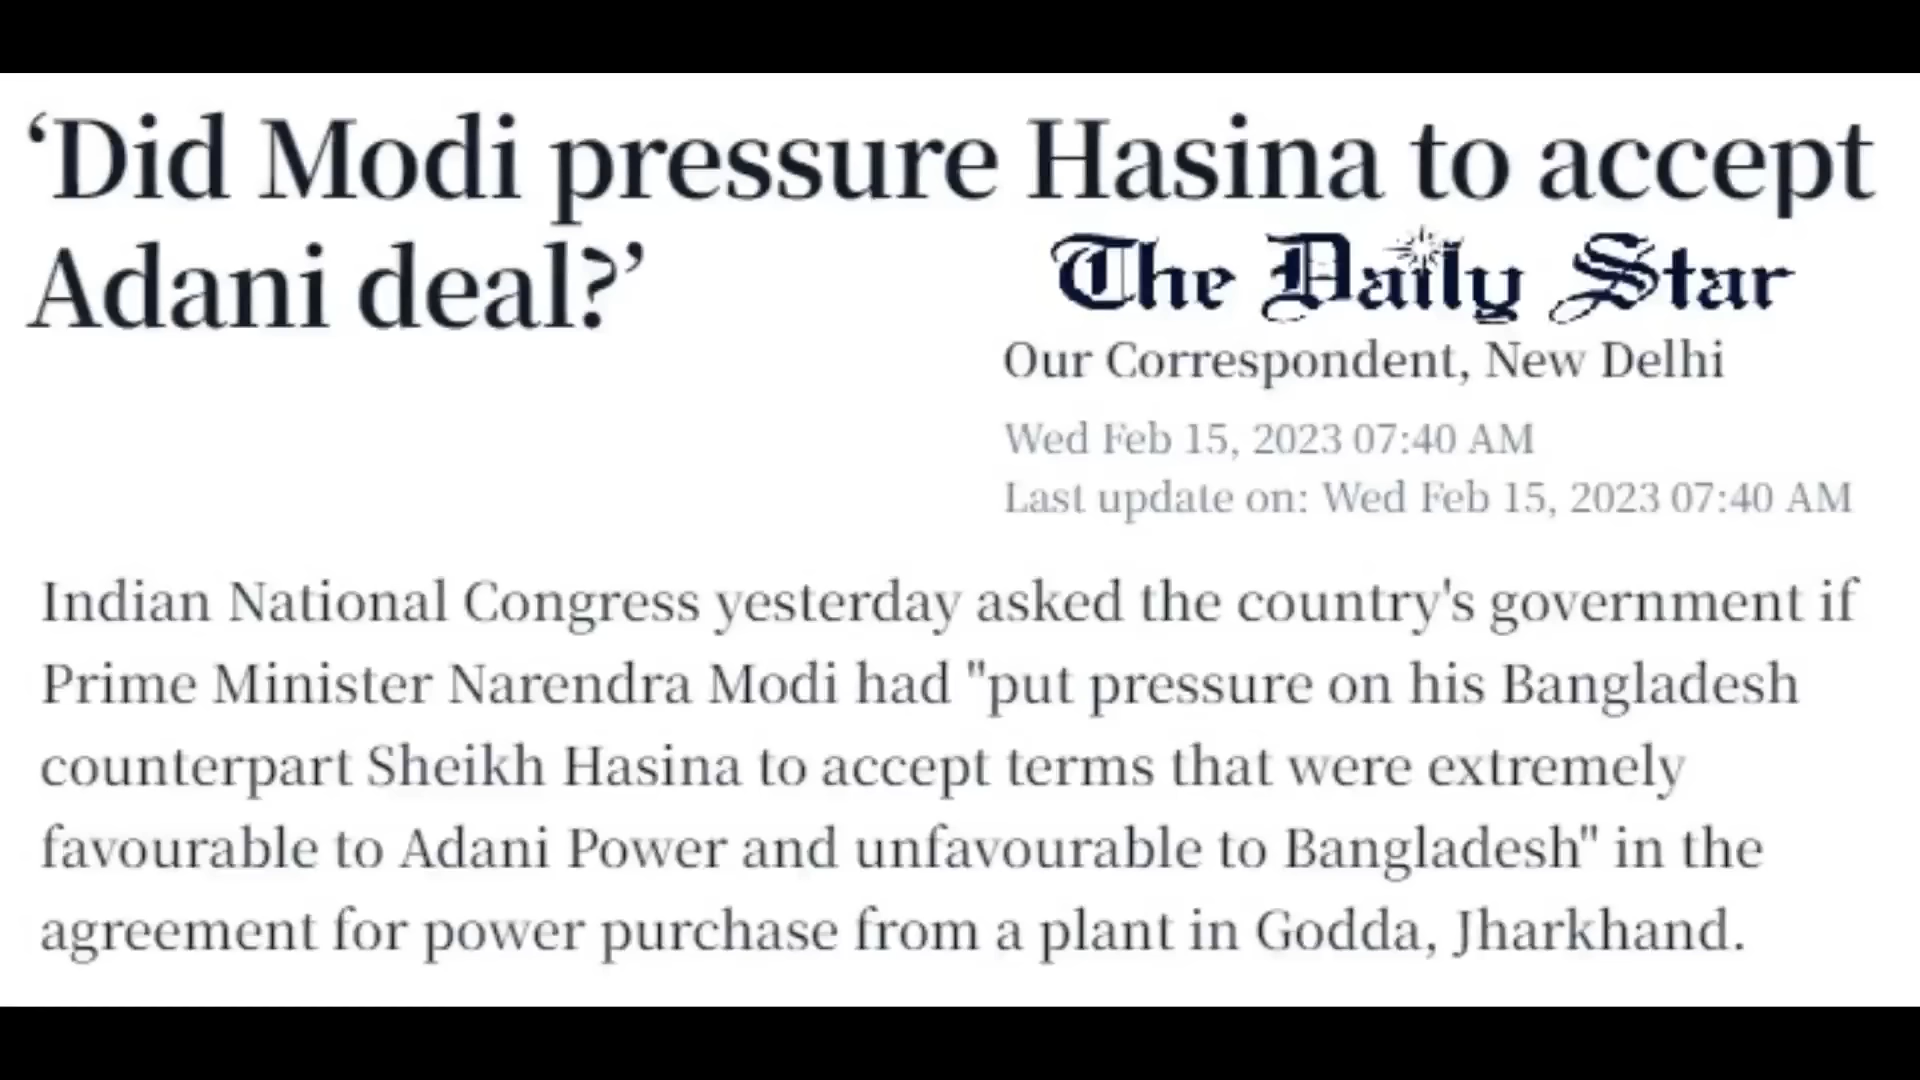 ‘Did Modi pressure Hasina to accept
Adani deal?’
The Daily Star
Our Correspondent, New Delhi
Wed Feb 15, 2023 07:40 AM
Last update on: Wed Feb 15, 2023 07:40 AM
Indian National Congress yesterday asked the country's government if
Prime Minister Narendra Modi had "put pressure on his Bangladesh
counterpart Sheikh Hasina to accept terms that were extremely
favourable to Adani Power and unfavourable to Bangladesh" in the
agreement for power purchase from a plant in Godda, Jharkhand.